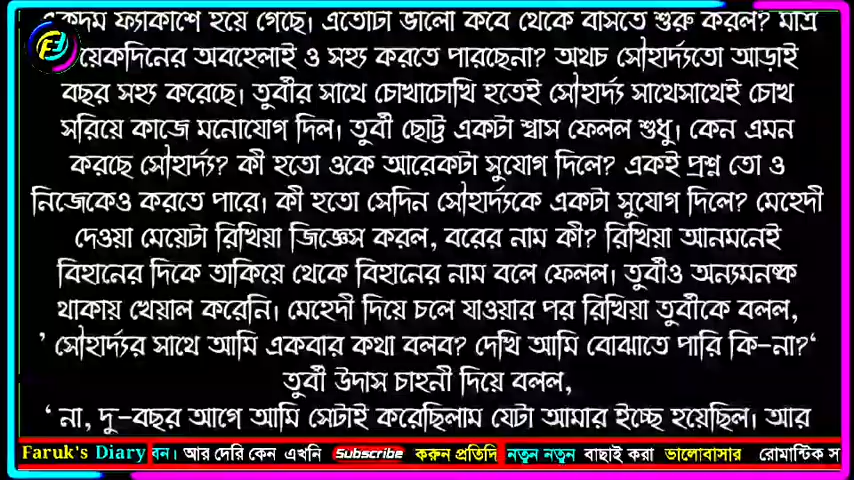 একদম ফ্যাকাশে হয়ে গেছে। এতোটা ভালো কবে থেকে বাসতে শুরু করল? মাত্র
য়েকদিনের অবহেলাই ও সহ্য করতে পারছেনা? অথচ সৌহার্দ্যতো আড়াই
বছর সহ্য করেছে। তুর্বীর সাথে চোখাচোখি হতেই সৌহার্দ্য সাথেসাথেই চোখ
সরিয়ে কাজে মনোযোগ দিল। তুর্বী ছোট্ট একটা শ্বাস ফেলল শুধু। কেন এমন
করছে সৌহার্দ্য? কী হতো ওকে আরেকটা সুযোগ দিলে? একই প্রশ্ন তো ও
নিজেকেও করতে পারে। কী হতো সেদিন সৌহার্দ্যকে একটা সুযোগ দিলে? মেহেদী
দেওয়া মেয়েটা রিখিয়া জিজ্ঞেস করল, বরের নাম কী? রিখিয়া আনমনেই
বিহানের দিকে তাকিয়ে থেকে বিহানের নাম বলে ফেলল। তুর্বীও অন্যমনষ্ক
থাকায় খেয়াল করেনি। মেহেদী দিয়ে চলে যাওয়ার পর রিখিয়া তুর্বীকে বলল,
’ সৌহার্দ্যর সাথে আমি একবার কথা বলব? দেখি আমি বোঝাতে পারি কি-না?‘
তুর্বী উদাস চাহনী দিয়ে বলল,
‘ না, দু-বছর আগে আমি সেটাই করেছিলাম যেটা আমার ইচ্ছে হয়েছিল। আর
Faruk's Diary বন। আর দেরি কেন এখনি Subscribe করুন প্রতিদি নতুন নতুন বাছাই করা ভালোবাসার রোমান্টিক স